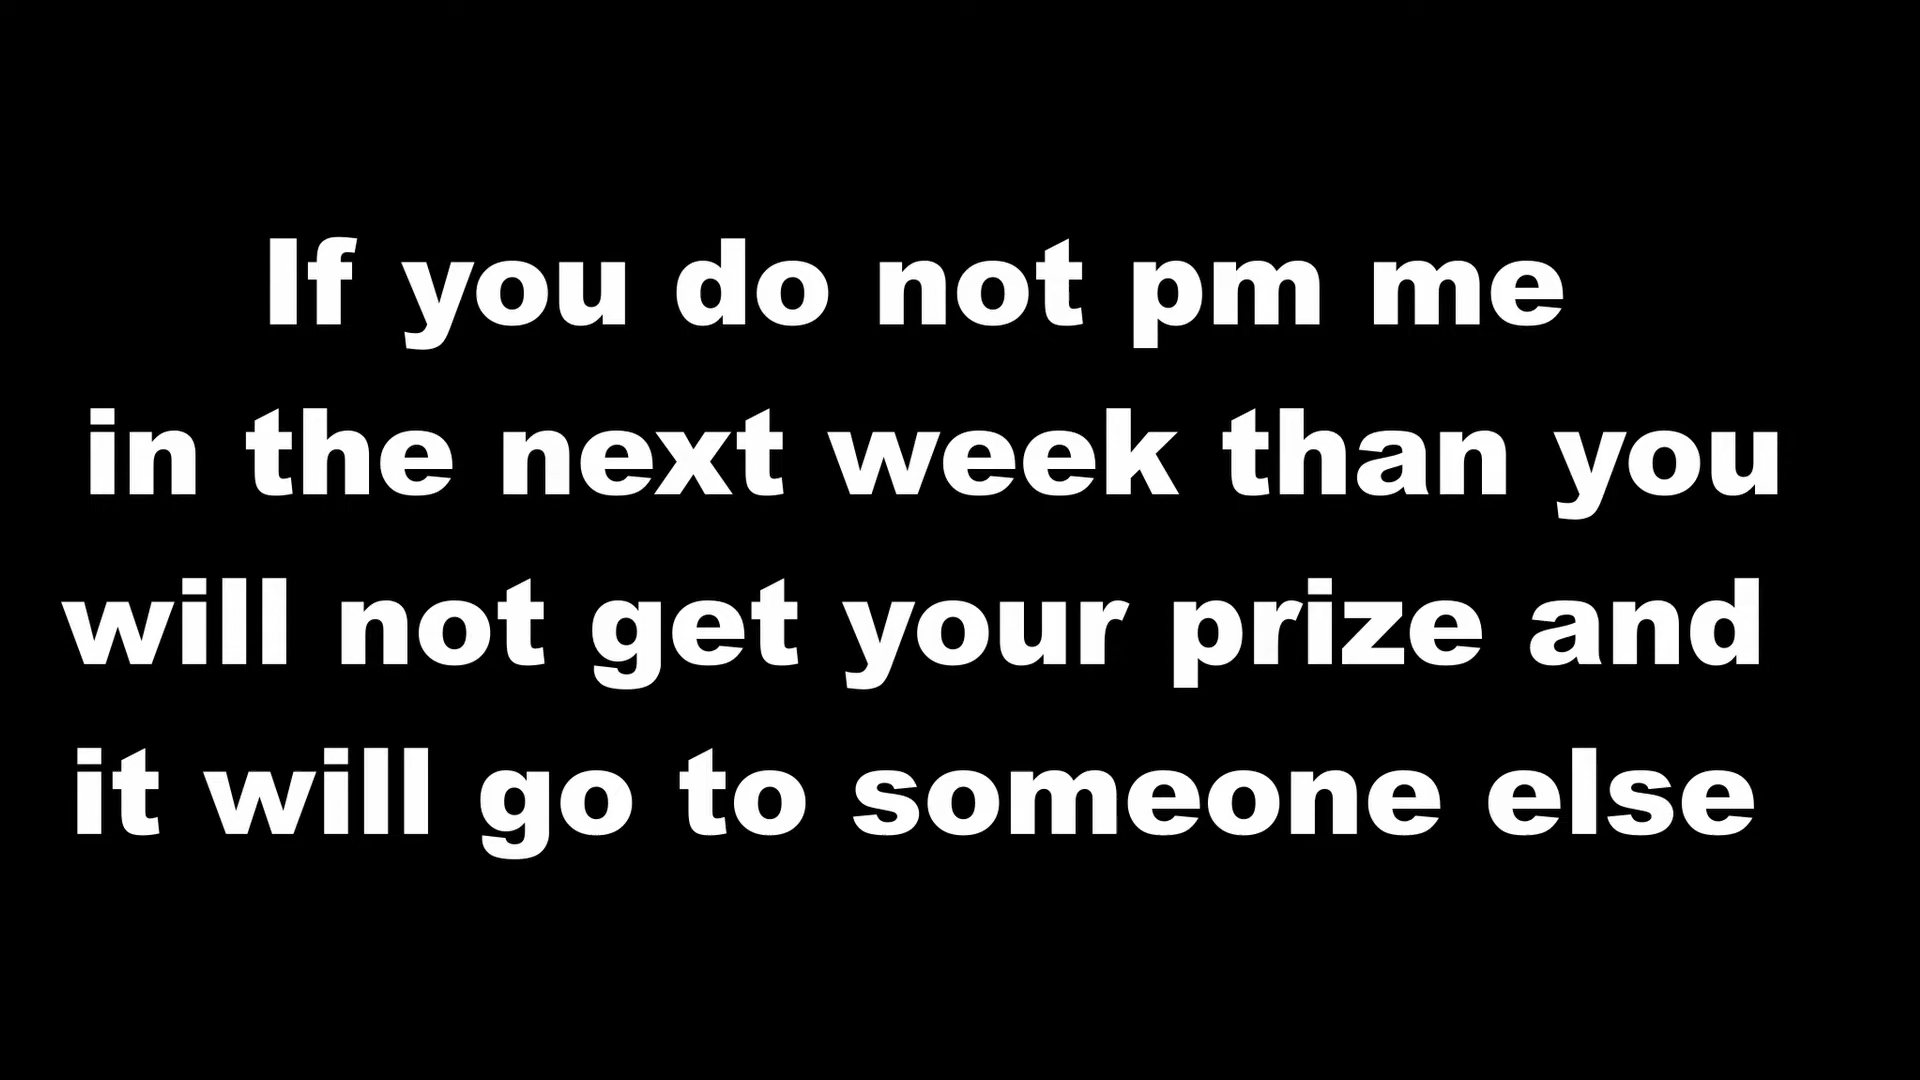 If you do not pm me
in the next week than you
will not get your prize and
it will go to someone else